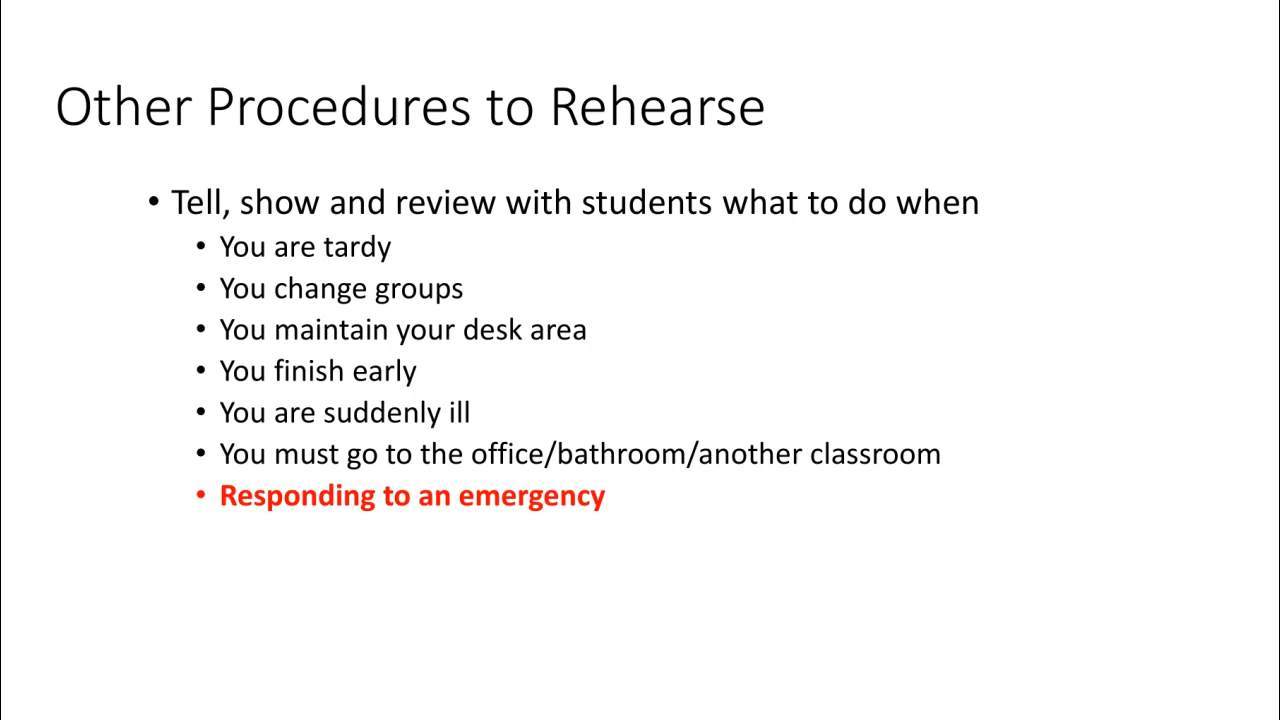 Other Procedures to Rehearse
• Tell, show and review with students what to do when
• You are tardy
• You change groups
• You maintain your desk area
• You finish early
• You are suddenly ill
• You must go to the office/bathroom/another classroom
• Responding to an emergency